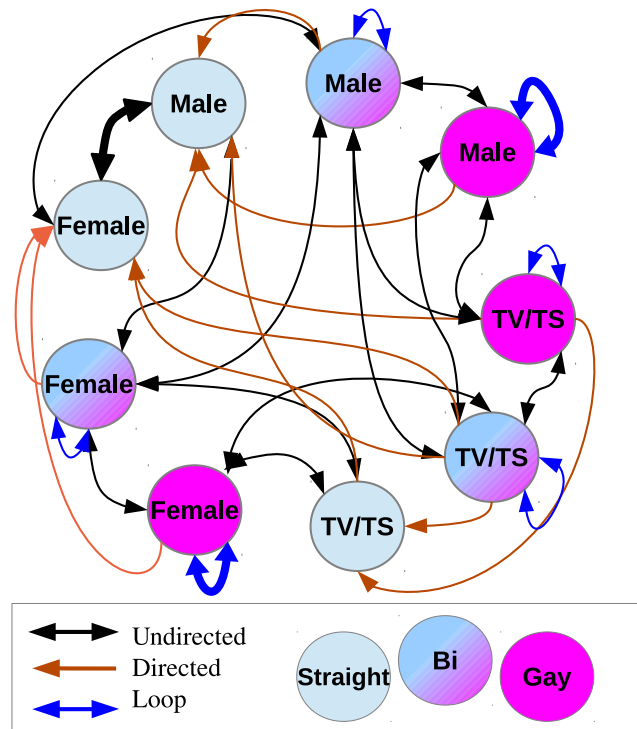 Male
Male
Male
Female
TV/TS
Female
TV/TS
Female
TV/TS
Undirected
Directed
Loop
Straight
Bi
Gay